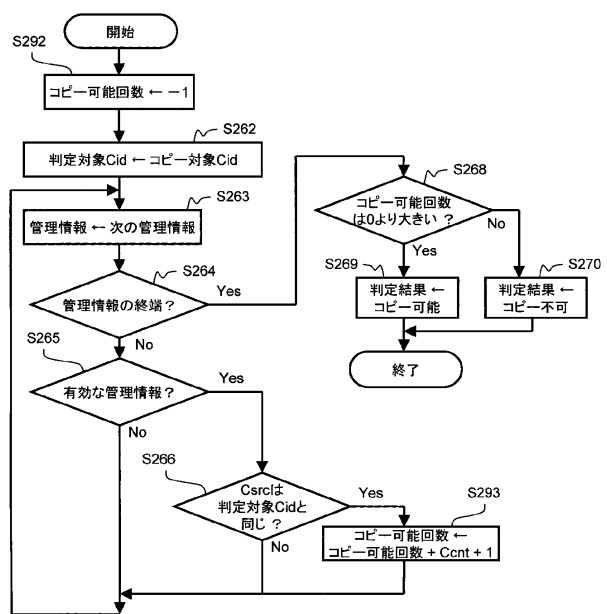 開始
S292
コピー可能回数 ← －1
S262
判定対象Cid ← コピー対象Cid
S263
管理情報 ← 次の管理情報
S264
管理情報の終端？
Yes
No
S265
有効な管理情報？
Yes
No
S266
Csrcは
判定対象Cidと
同じ？
Yes
No
S293
コピー可能回数 ←
コピー可能回数 + Ccnt + 1
S268
コピー可能回数
は0より大きい？
Yes
No
S269
判定結果 ←
コピー可能
S270
判定結果 ←
コピー不可
終了